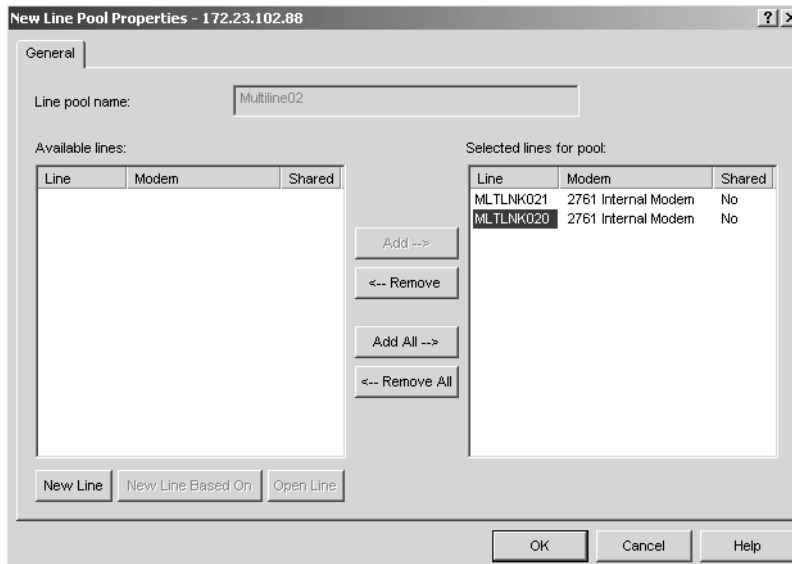 New Line Pool Properties - 172.23.102.88
General
Line pool name: Multiline02
Available lines:
Line Modem Shared
Selected lines for pool:
Line Modem Shared
MLTLNK021 2761 Internal Modem No
MLTLNK020 2761 Internal Modem No
Add -->
<-- Remove
Add All -->
<-- Remove All
New Line New Line Based On Open Line
OK Cancel Help